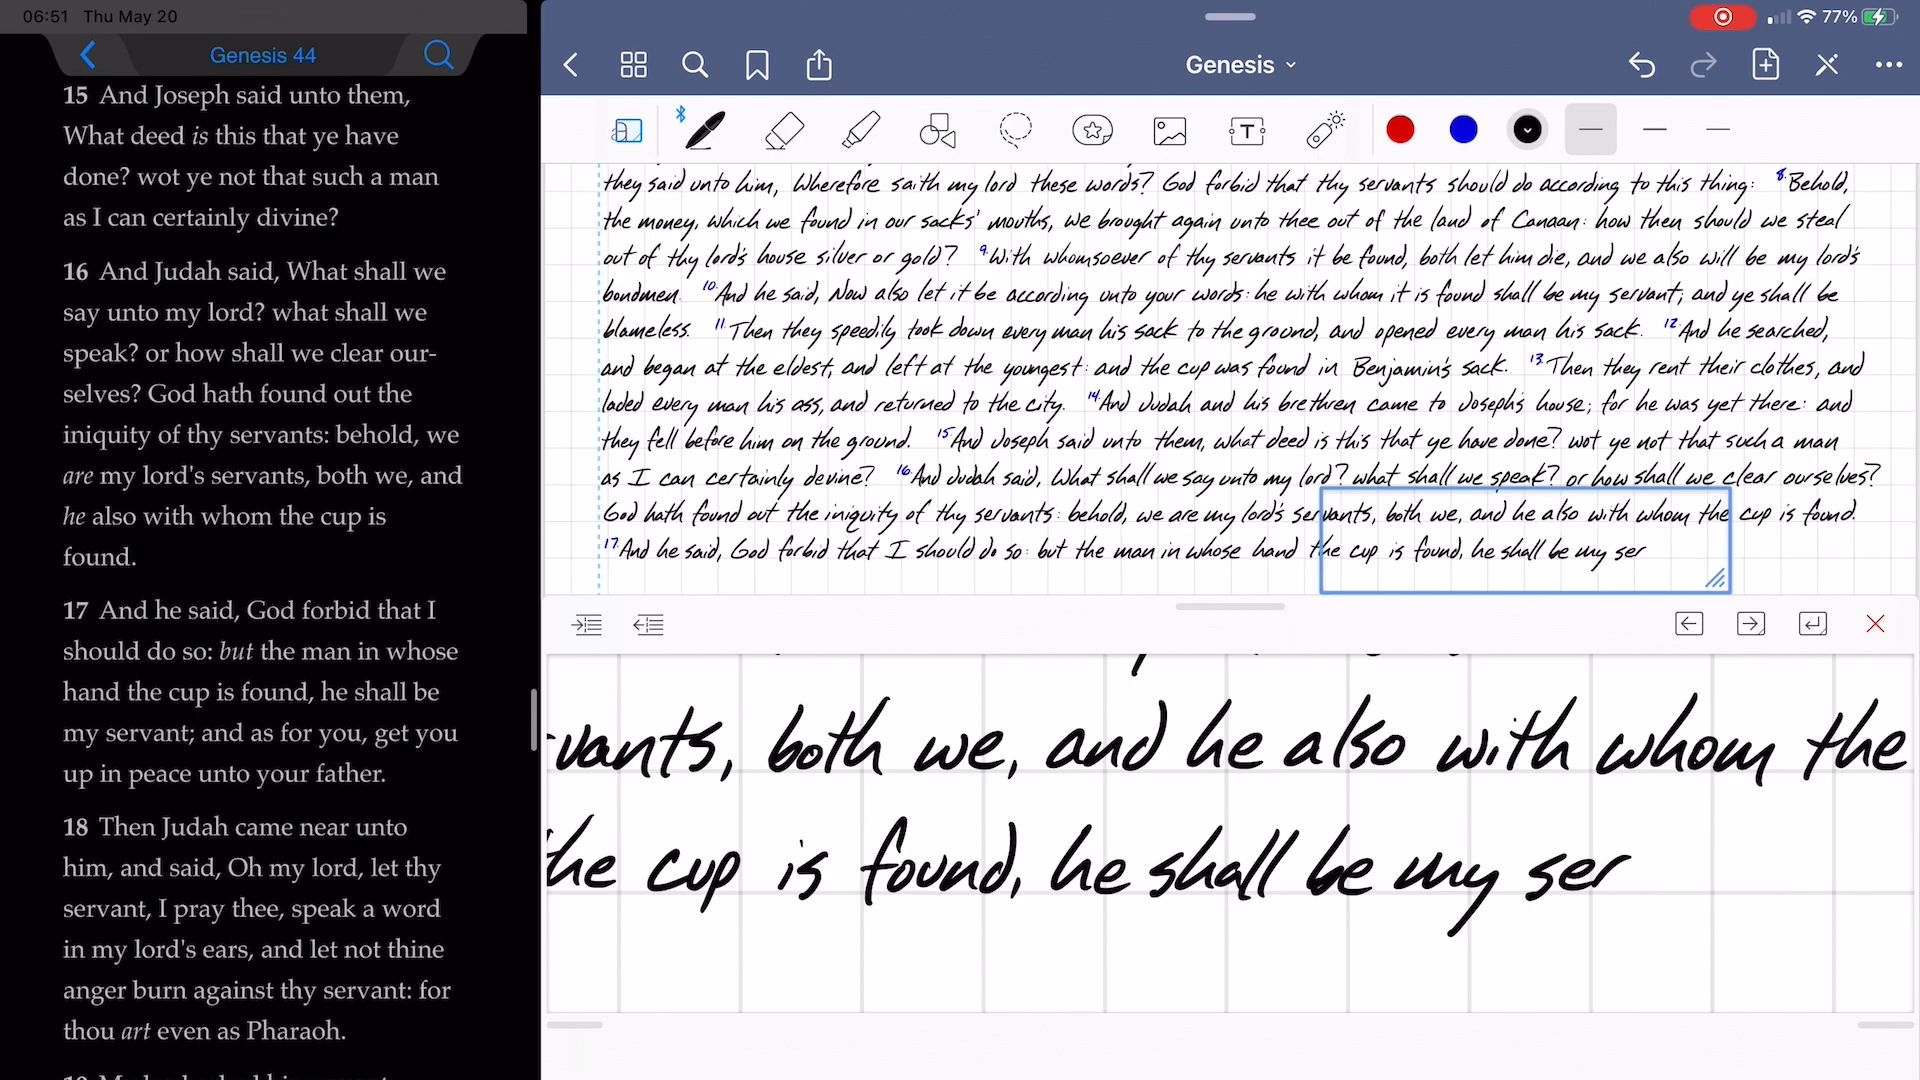 06:51 Thu May 20
Genesis 44
15 And Joseph said unto them,
What deed is this that ye have
done? wot ye not that such a man
as I can certainly divine?
16 And Judah said, What shall we
say unto my lord? what shall we
speak? or how shall we clear our-
selves? God hath found out the
iniquity of thy servants: behold, we
are my lord's servants, both we, and
he also with whom the cup is
found.
17 And he said, God forbid that I
should do so: but the man in whose
hand the cup is found, he shall be
my servant; and as for you, get you
up in peace unto your father.
18 Then Judah came near unto
him, and said, Oh my lord, let thy
servant, I pray thee, speak a word
in my lord's ears, and let not thine
anger burn against thy servant: for
thou art even as Pharaoh.
77%
Genesis
they said unto him, Wherefore saith my lord these words? God forbid that thy servants should do according to this thing: 8. Behold,
the money, which we found in our sacks' mouths, we brought again unto thee out of the land of Canaan: how then should we steal
out of thy lord's house silver or gold? 9. With whomsoever of thy servants it be found, both let him die, and we also will be my lord's
bondmen. 10. And he said, Now also let it be according unto your words: he with whom it is found shall be my servant; and ye shall be
blameless. 11. Then they speedily took down every man his sack to the ground, and opened every man his sack. 12. And he searched,
and began at the eldest, and left at the youngest: and the cup was found in Benjamin's sack. 13. Then they rent their clothes, and
laded every man his ass, and returned to the city. 14. And Judah and his brethren came to Joseph's house; for he was yet there: and
they fell before him on the ground. 15. And Joseph said unto them, what deed is this that ye have done? wot ye not that such a man
as I can certainly devine? 16. And Judah said, What shall we say unto my lord? what shall we speak? or how shall we clear ourselves?
God hath found out the iniquity of thy servants: behold, we are my lord's servants, both we, and he also with whom the cup is found.
17. And he said, God forbid that I should do so: but the man in whose hand the cup is found, he shall be my ser
vants, both we, and he also with whom the
the cup is found, he shall be my ser